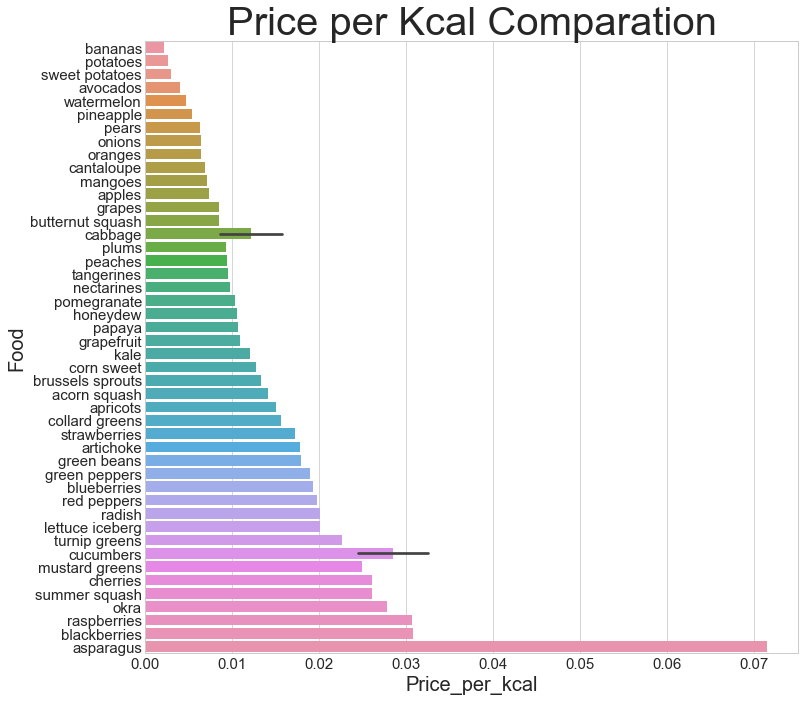 Price per Kcal Comparation
Food
bananas
potatoes
sweet potatoes
avocados
watermelon
pineapple
pears
onions
oranges
cantaloupe
mangoes
apples
grapes
butternut squash
cabbage
plums
peaches
tangerines
nectarines
pomegranate
honeydew
papaya
grapefruit
kale
corn sweet
brussels sprouts
acorn squash
apricots
collard greens
strawberries
artichoke
green beans
green peppers
blueberries
red peppers
radish
lettuce iceberg
turnip greens
cucumbers
mustard greens
cherries
summer squash
okra
raspberries
blackberries
asparagus
0.00 0.01 0.02 0.03 0.04 0.05 0.06 0.07
Price_per_kcal